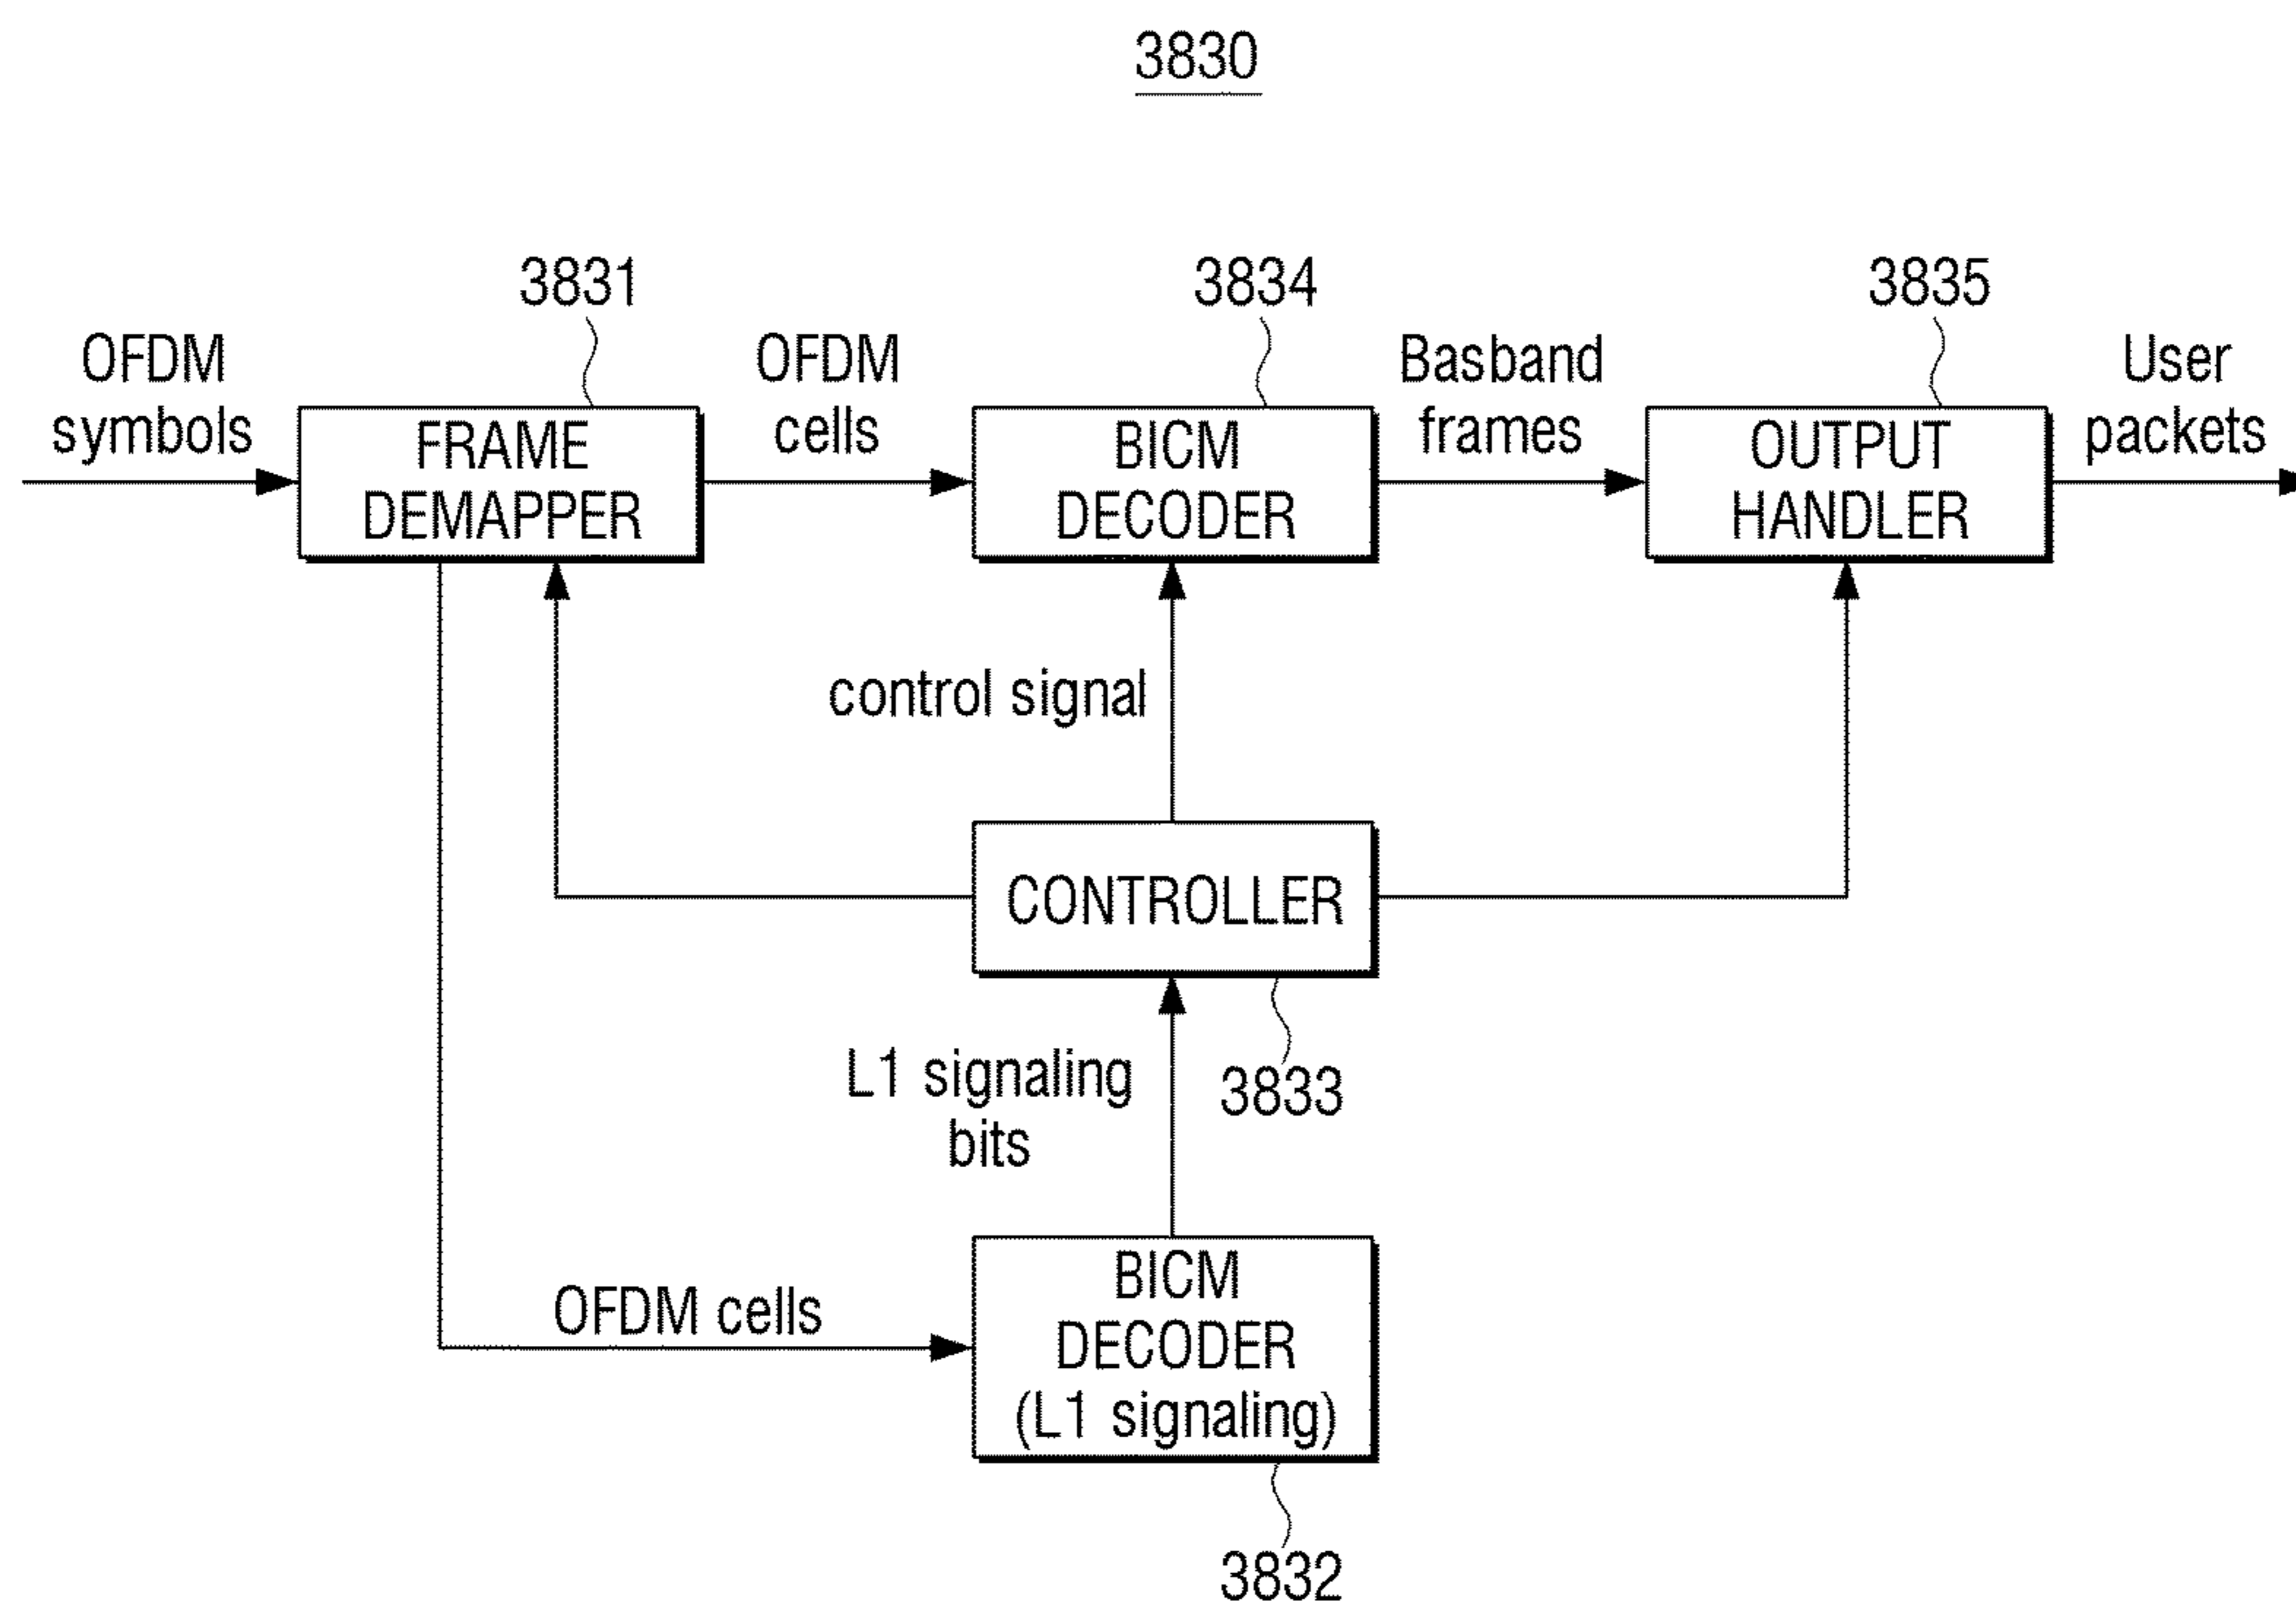 3830
3831
3834
3835
OFDM
symbols
FRAME
DEMAPPER
OFDM
cells
BICM
DECODER
Basband
frames
OUTPUT
HANDLER
User
packets
control signal
CONTROLLER
3833
L1 signaling
bits
OFDM cells
BICM
DECODER
(L1 signaling)
3832